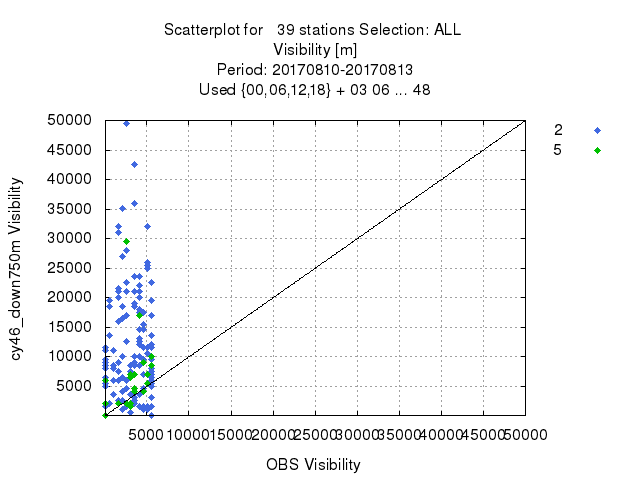 Scatterplot for 39 stations Selection: ALL
Visibility [m]
Period: 20170810-20170813
Used {00,06,12,18} + 03 06 ... 48
2
5
50000
45000
40000
35000
30000
25000
20000
15000
10000
5000
cy46_down750m Visibility
5000 10000 15000 20000 25000 30000 35000 40000 45000 50000
OBS Visibility